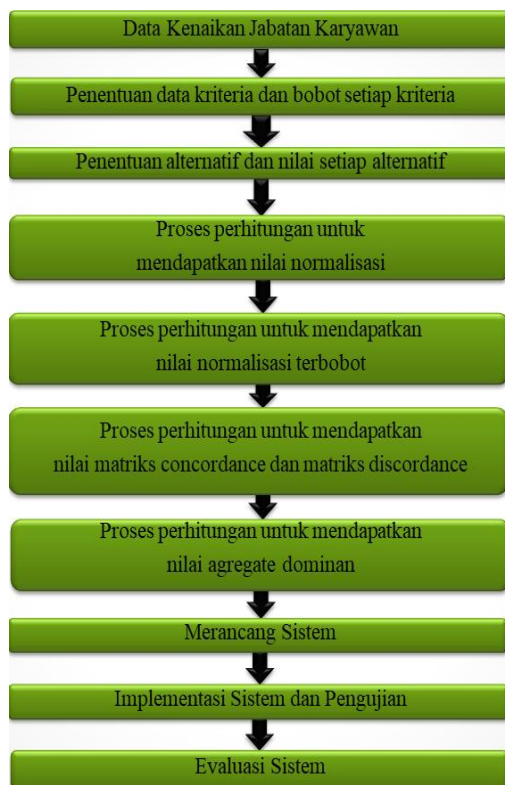 Data Kenaikan Jabatan Karyawan
Penentuan data kriteria dan bobot setiap kriteria
Penentuan alternatif dan nilai setiap alternatif
Proses perhitungan untuk
mendapatkan nilai normalisasi
Proses perhitungan untuk mendapatkan
nilai normalisasi terbobot
Proses perhitungan untuk mendapatkan
nilai matriks concordance dan matriks discordance
Proses perhitungan untuk mendapatkan
nilai agregate dominan
Merancang Sistem
Implementasi Sistem dan Pengujian
Evaluasi Sistem